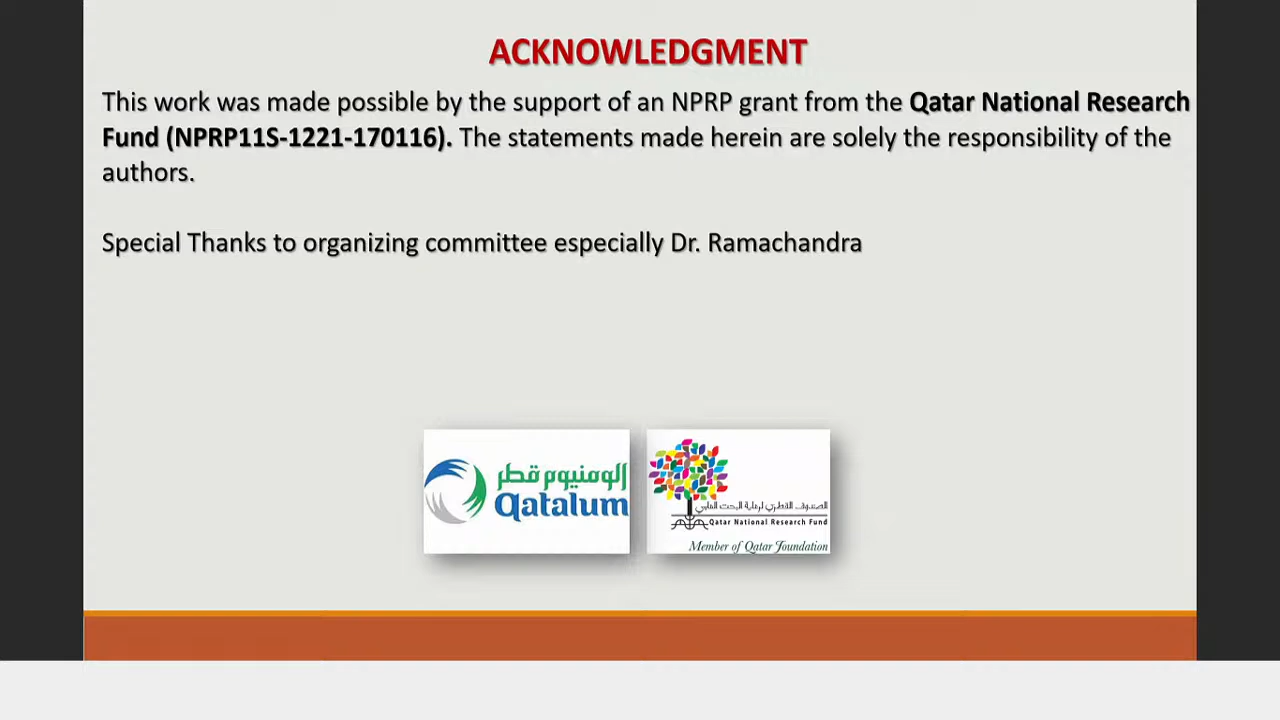 ACKNOWLEDGMENT
This work was made possible by the support of an NPRP grant from the Qatar National Research
Fund (NPRP11S-1221-170116). The statements made herein are solely the responsibility of the
authors.
Special Thanks to organizing committee especially Dr. Ramachandra
الومنيوم قطر
Qatalum
الصندوق القطري لرعاية البحث العلمي
Qatar National Research Fund
Member of Qatar Foundation